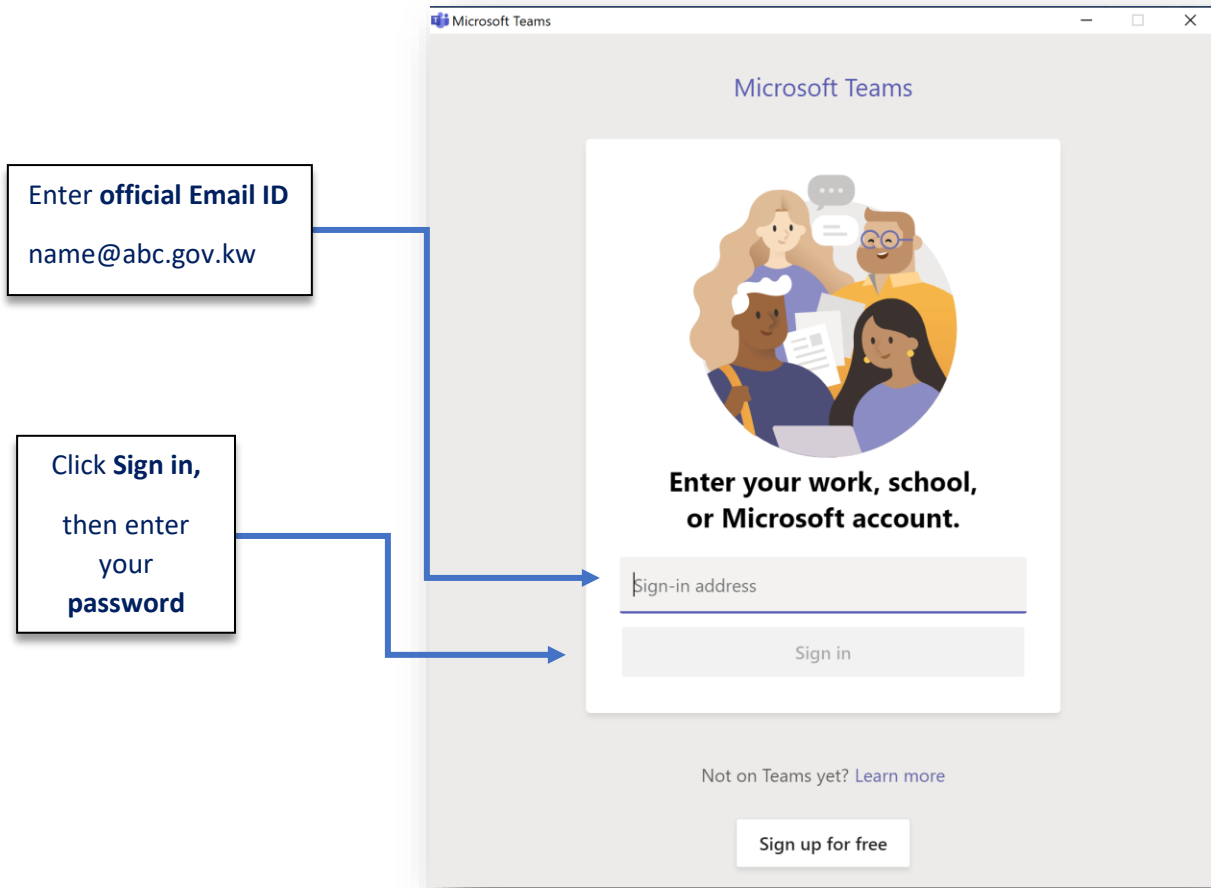 Microsoft Teams
Microsoft Teams
Enter official Email ID
name@abc.gov.kw
Click Sign in,
then enter
your
password
Enter your work, school,
or Microsoft account.
Sign-in address
Sign in
Not on Teams yet? Learn more
Sign up for free